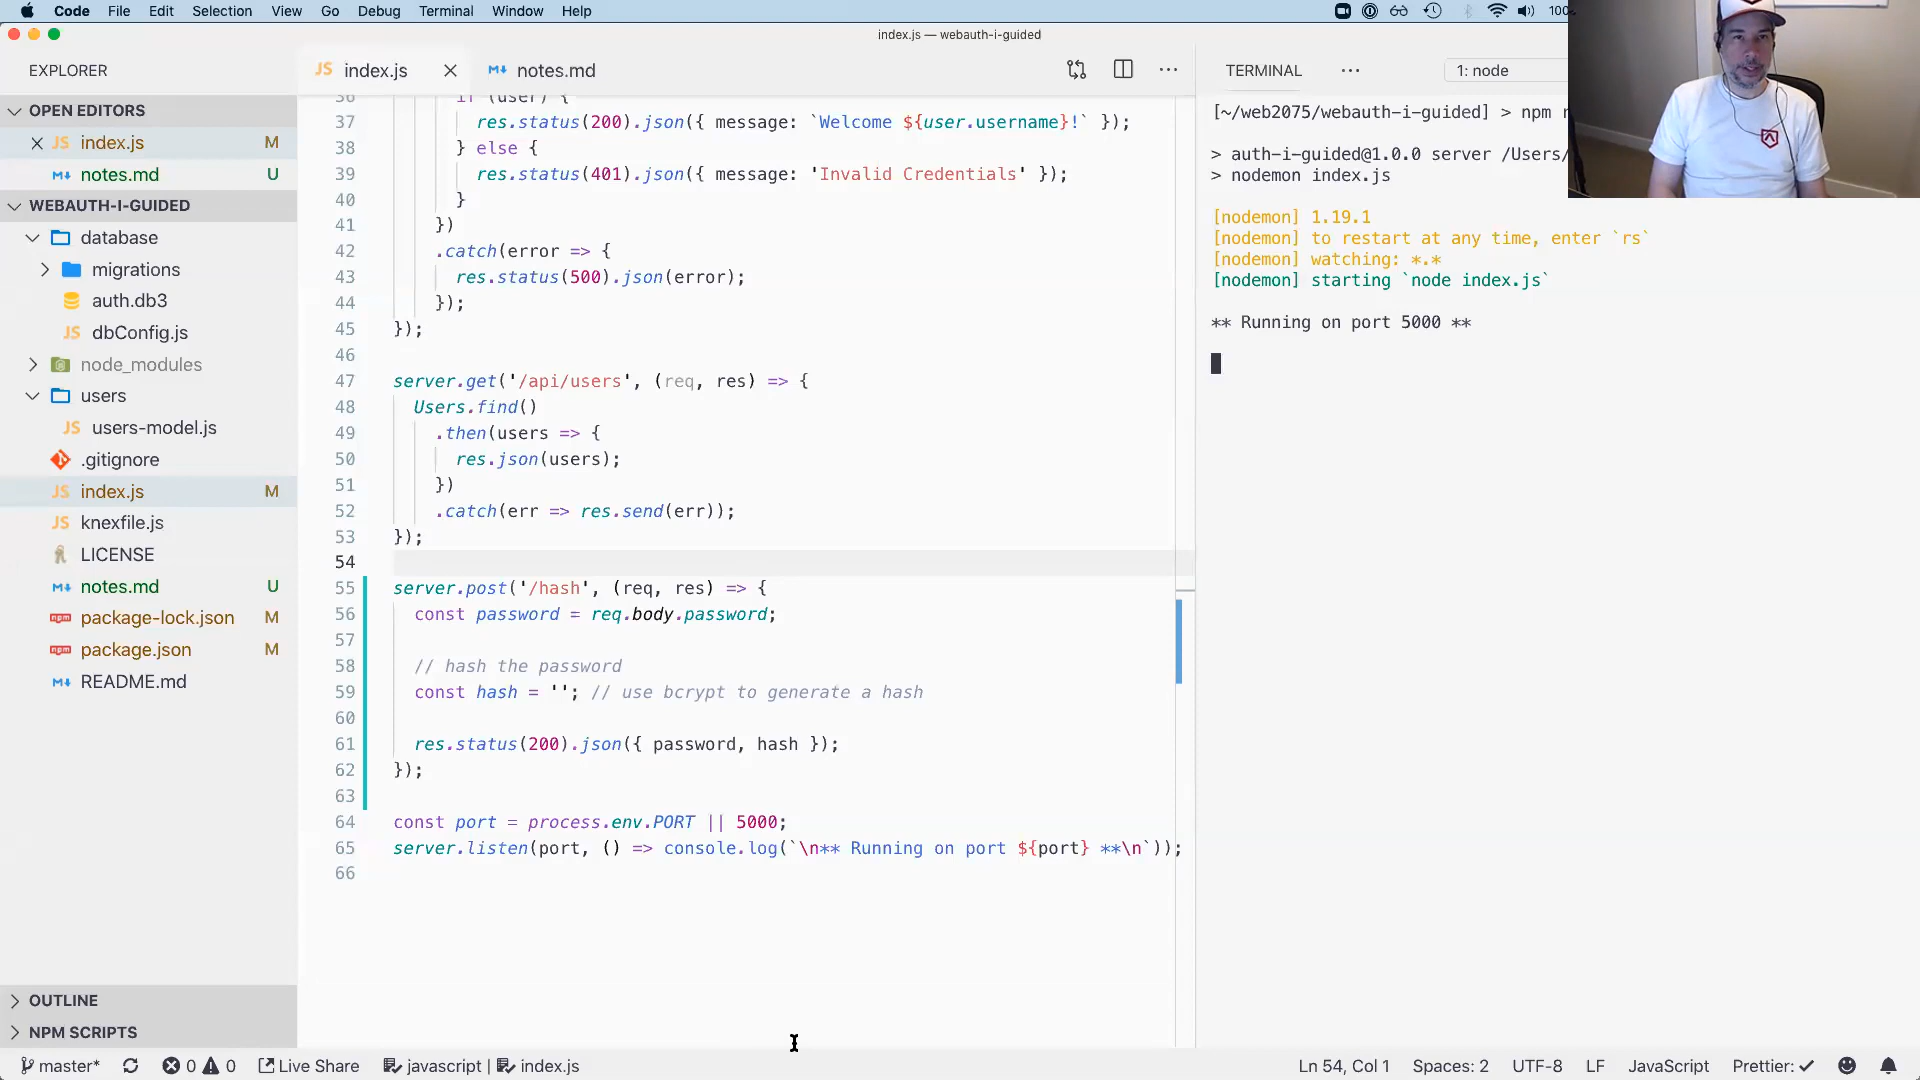 Code File Edit Selection View Go Debug Terminal Window Help
index.js — webauth-i-guided
EXPLORER
OPEN EDITORS
index.js M
notes.md U
WEBAUTH-I-GUIDED
database
migrations
auth.db3
dbConfig.js
node_modules
users
users-model.js
.gitignore
index.js M
knexfile.js
LICENSE
notes.md U
package-lock.json M
package.json M
README.md
OUTLINE
NPM SCRIPTS
index.js
notes.md
36 if (user) {
37 res.status(200).json({ message: `Welcome ${user.username}!` });
38 } else {
39 res.status(401).json({ message: 'Invalid Credentials' });
40 }
41 })
42 .catch(error => {
43 res.status(500).json(error);
44 });
45 });
46
47 server.get('/api/users', (req, res) => {
48 Users.find()
49 .then(users => {
50 res.json(users);
51 })
52 .catch(err => res.send(err));
53 });
54
55 server.post('/hash', (req, res) => {
56 const password = req.body.password;
57
58 // hash the password
59 const hash = ''; // use bcrypt to generate a hash
60
61 res.status(200).json({ password, hash });
62 });
63
64 const port = process.env.PORT || 5000;
65 server.listen(port, () => console.log(`\n** Running on port ${port} **\n`));
66
TERMINAL
1: node
[~/web2075/webauth-i-guided] > npm
> auth-i-guided@1.0.0 server /Users/
> nodemon index.js
[nodemon] 1.19.1
[nodemon] to restart at any time, enter `rs`
[nodemon] watching: *.*
[nodemon] starting `node index.js`
** Running on port 5000 **
master* 0 0 Live Share javascript | index.js Ln 54, Col 1 Spaces: 2 UTF-8 LF JavaScript Prettier: